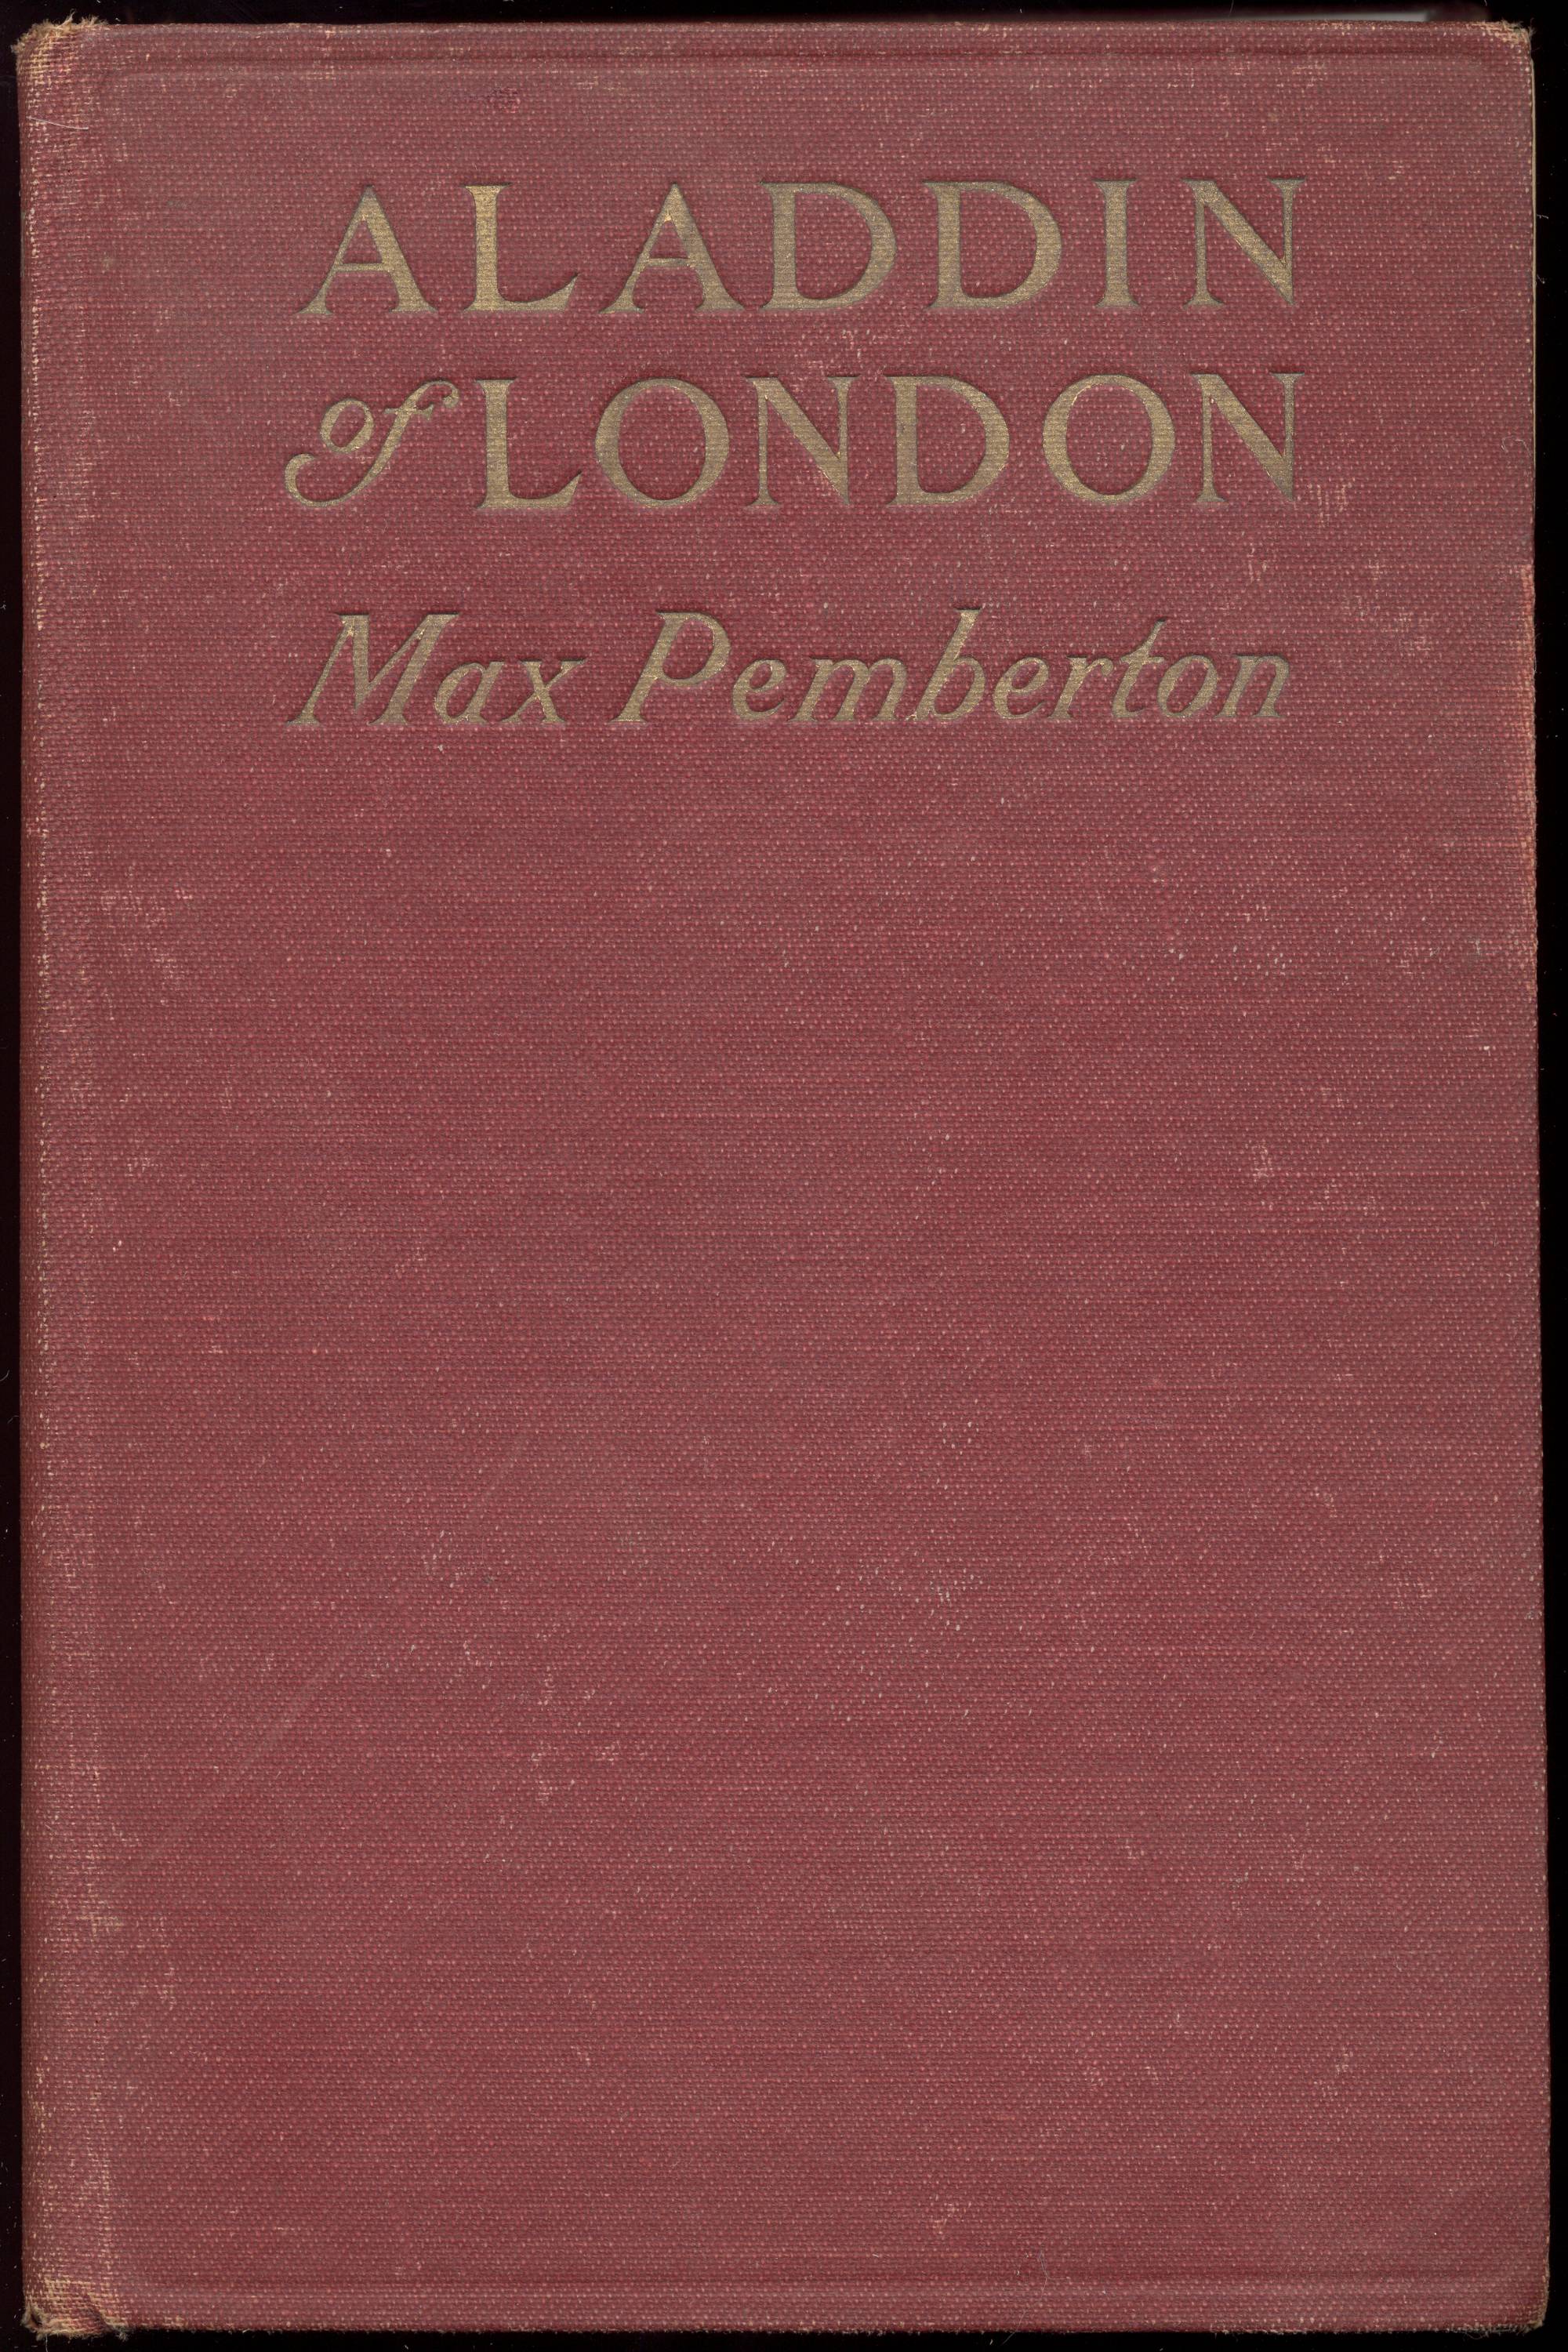 ALADDIN
of LONDON
Max Pemberton